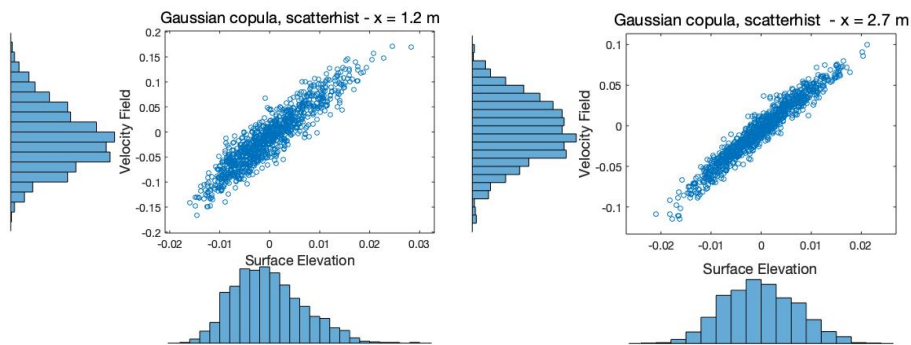 Gaussian copula, scatterhist - x = 1.2 m
0.2
0.15
0.1
0.05
0
-0.05
-0.1
-0.15
-0.2
Velocity Field
-0.02 -0.01 0 0.01 0.02 0.03
Surface Elevation
Gaussian copula, scatterhist - x = 2.7 m
0.1
0.05
0
-0.05
-0.1
Velocity Field
-0.02 -0.01 0 0.01 0.02
Surface Elevation